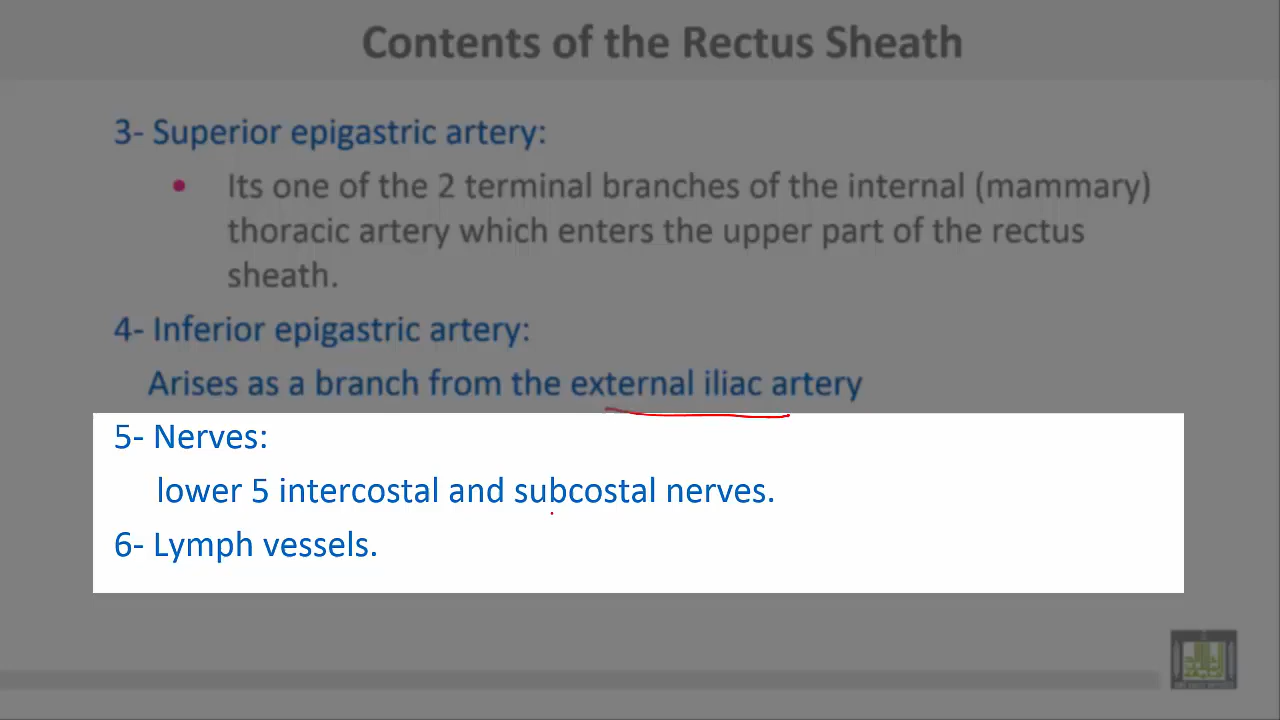 Contents of the Rectus Sheath
3- Superior epigastric artery:
• Its one of the 2 terminal branches of the internal (mammary)
thoracic artery which enters the upper part of the rectus
sheath.
4- Inferior epigastric artery:
Arises as a branch from the external iliac artery
5- Nerves:
lower 5 intercostal and subcostal nerves.
6- Lymph vessels.